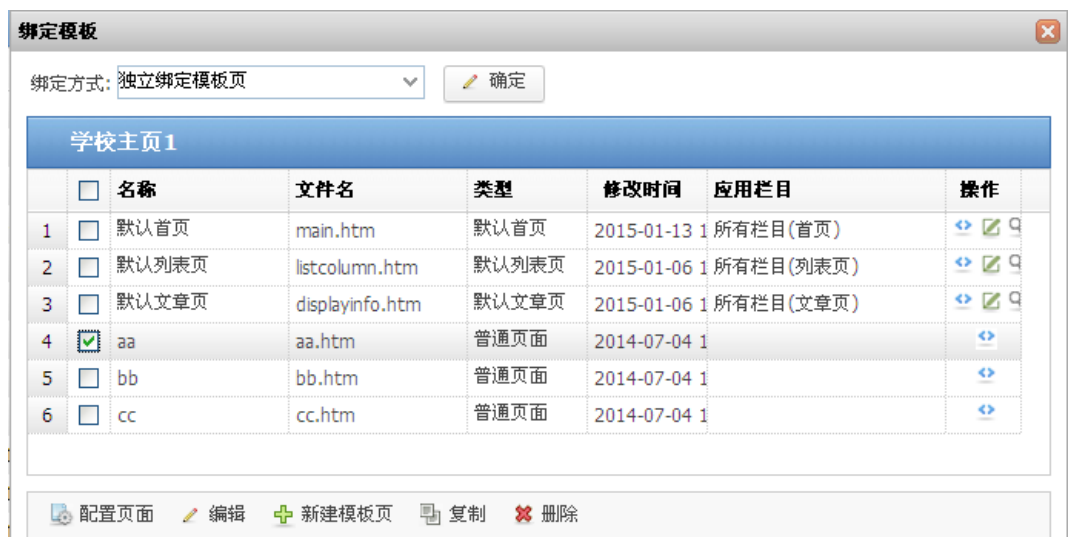 绑定模板
绑定方式: 独立绑定模板页 确定
学校主页1
名称 文件名 类型 修改时间 应用栏目 操作
1 默认首页 main.htm 默认首页 2015-01-13 1 所有栏目(首页)
2 默认列表页 listcolumn.htm 默认列表页 2015-01-06 1 所有栏目(列表页)
3 默认文章页 displayinfo.htm 默认文章页 2015-01-06 1 所有栏目(文章页)
4 aa aa.htm 普通页面 2014-07-04 1
5 bb bb.htm 普通页面 2014-07-04 1
6 cc cc.htm 普通页面 2014-07-04 1
配置页面 编辑 新建模板页 复制 删除